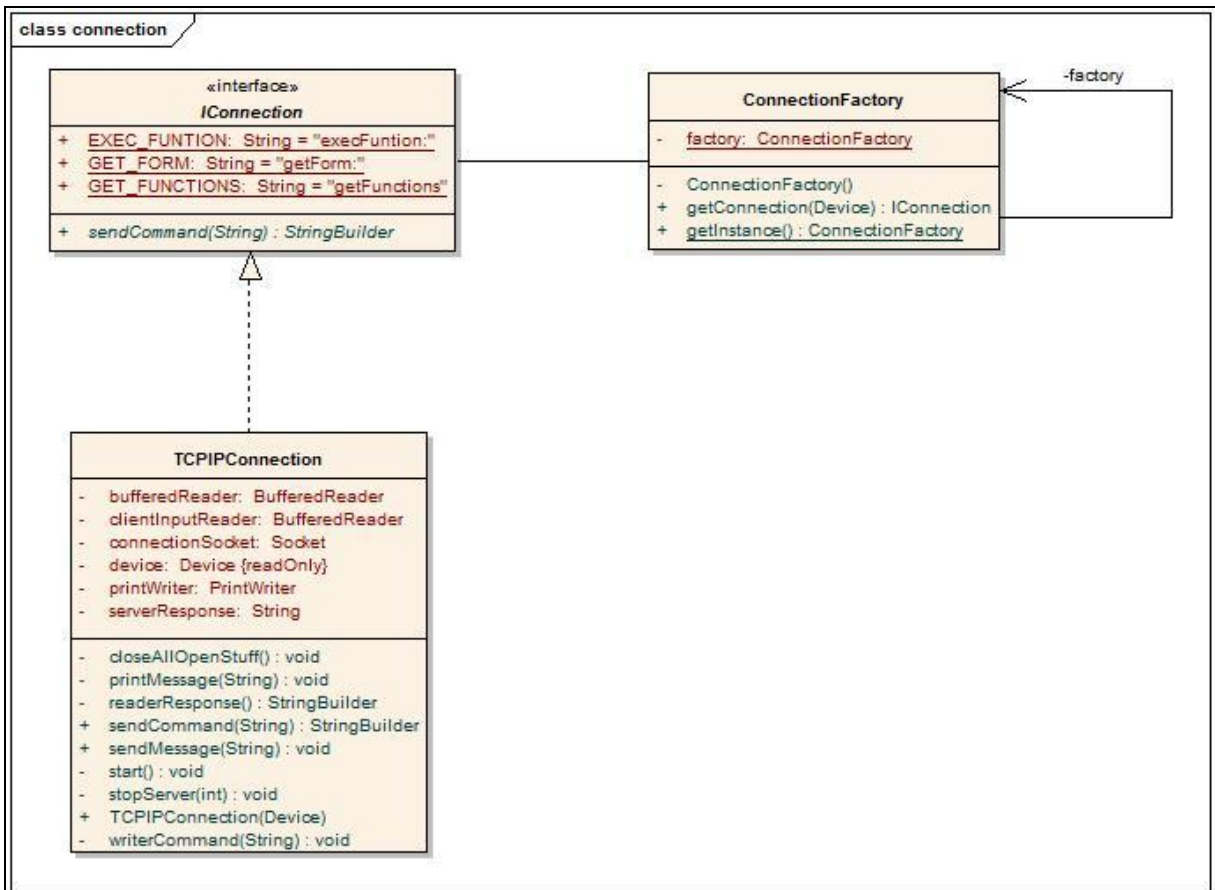 class connection
«interface»
IConnection
+ EXEC_FUNTION: String = "execFuntion:"
+ GET_FORM: String = "getForm:"
+ GET_FUNCTIONS: String = "getFunctions"
+ sendCommand(String) : StringBuilder
ConnectionFactory
- factory: ConnectionFactory
- ConnectionFactory()
+ getConnection(Device) : IConnection
+ getInstance() : ConnectionFactory
-factory
TCPIPConnection
- bufferedReader: BufferedReader
- clientInputReader: BufferedReader
- connectionSocket: Socket
- device: Device {readOnly}
- printWriter: PrintWriter
- serverResponse: String
- closeAllOpenStuff() : void
- printMessage(String) : void
- readerResponse() : StringBuilder
+ sendCommand(String) : StringBuilder
+ sendMessage(String) : void
- start() : void
- stopServer(int) : void
+ TCPIPConnection(Device)
- writerCommand(String) : void